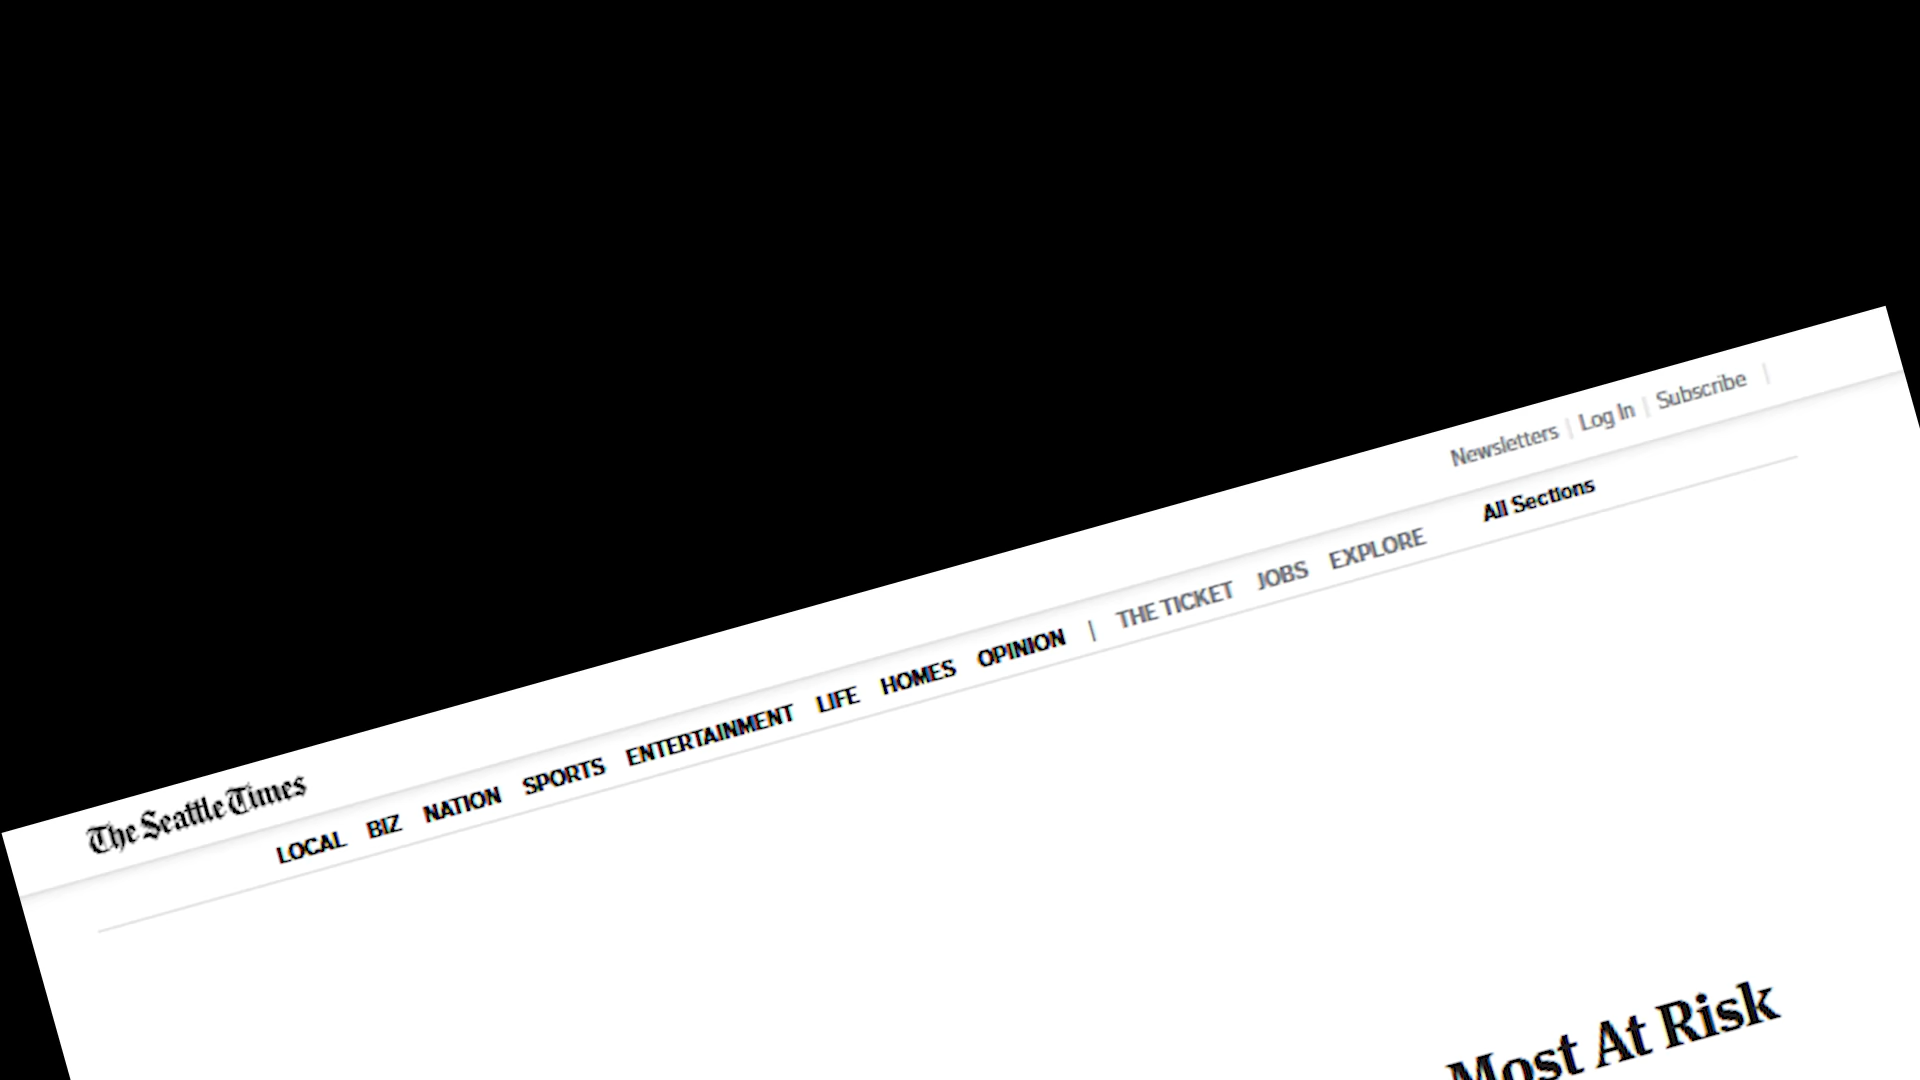 Newsletters | Log In | Subscribe |
The Seattle Times
LOCAL BIZ NATION SPORTS ENTERTAINMENT LIFE HOMES OPINION | THE TICKET JOBS EXPLORE All Sections
Most At Risk